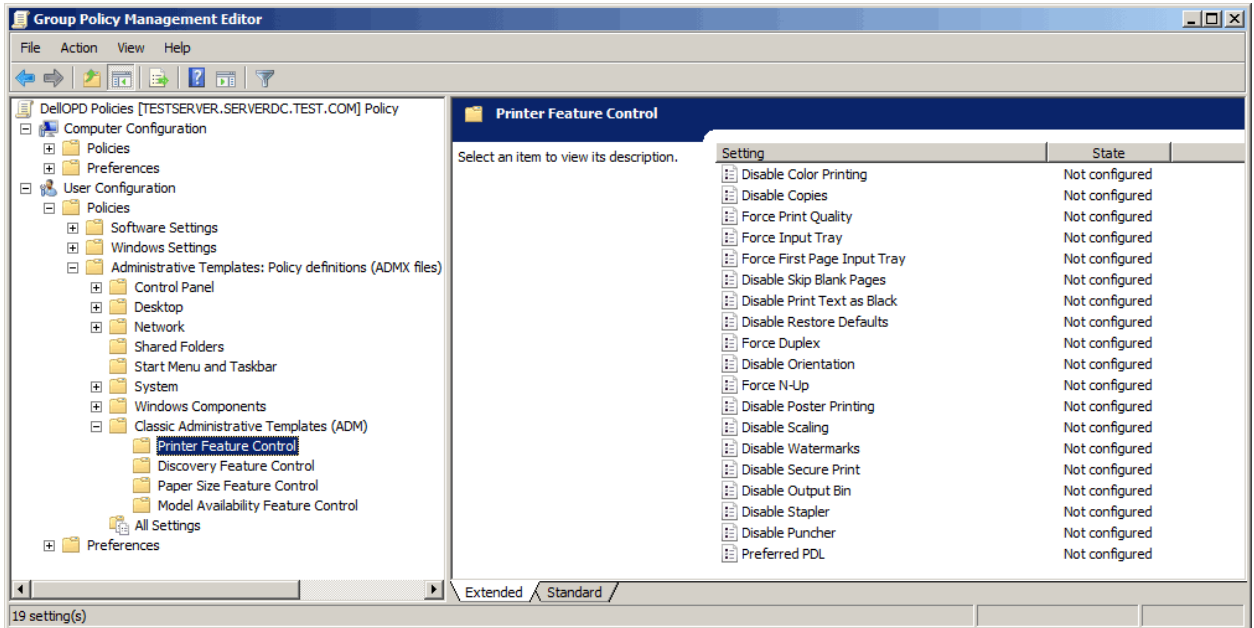 Group Policy Management Editor
File Action View Help
DellOPD Policies [TESTSERVER.SERVERDC.TEST.COM] Policy
Computer Configuration
Policies
Preferences
User Configuration
Policies
Software Settings
Windows Settings
Administrative Templates: Policy definitions (ADMX files)
Control Panel
Desktop
Network
Shared Folders
Start Menu and Taskbar
System
Windows Components
Classic Administrative Templates (ADM)
Printer Feature Control
Discovery Feature Control
Paper Size Feature Control
Model Availability Feature Control
All Settings
Preferences
Printer Feature Control
Select an item to view its description.
Setting State
Disable Color Printing Not configured
Disable Copies Not configured
Force Print Quality Not configured
Force Input Tray Not configured
Force First Page Input Tray Not configured
Disable Skip Blank Pages Not configured
Disable Print Text as Black Not configured
Disable Restore Defaults Not configured
Force Duplex Not configured
Disable Orientation Not configured
Force N-Up Not configured
Disable Poster Printing Not configured
Disable Scaling Not configured
Disable Watermarks Not configured
Disable Secure Print Not configured
Disable Output Bin Not configured
Disable Stapler Not configured
Disable Puncher Not configured
Preferred PDL Not configured
Extended Standard
19 setting(s)